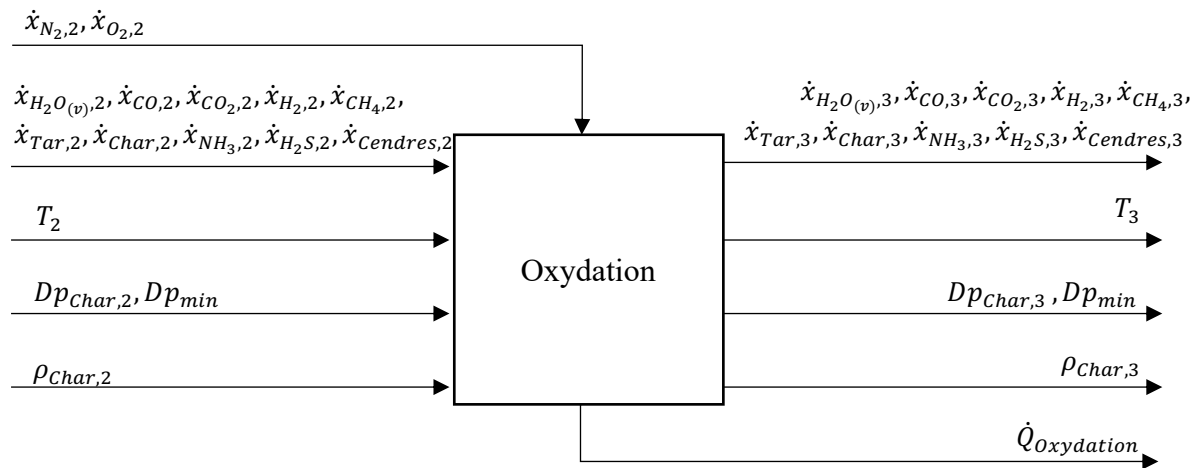 ẋ_{N₂,2}, ẋ_{O₂,2}
ẋ_{H₂O₍ᵥ₎,2}, ẋ_{CO,2}, ẋ_{CO₂,2}, ẋ_{H₂,2}, ẋ_{CH₄,2},
ẋ_{Tar,2}, ẋ_{Char,2}, ẋ_{NH₃,2}, ẋ_{H₂S,2}, ẋ_{Cendres,2}
T₂
Dp_{Char,2}, Dp_{min}
ρ_{Char,2}
Oxydation
ẋ_{H₂O₍ᵥ₎,3}, ẋ_{CO,3}, ẋ_{CO₂,3}, ẋ_{H₂,3}, ẋ_{CH₄,3},
ẋ_{Tar,3}, ẋ_{Char,3}, ẋ_{NH₃,3}, ẋ_{H₂S,3}, ẋ_{Cendres,3}
T₃
Dp_{Char,3} , Dp_{min}
ρ_{Char,3}
Q̇_{Oxydation}